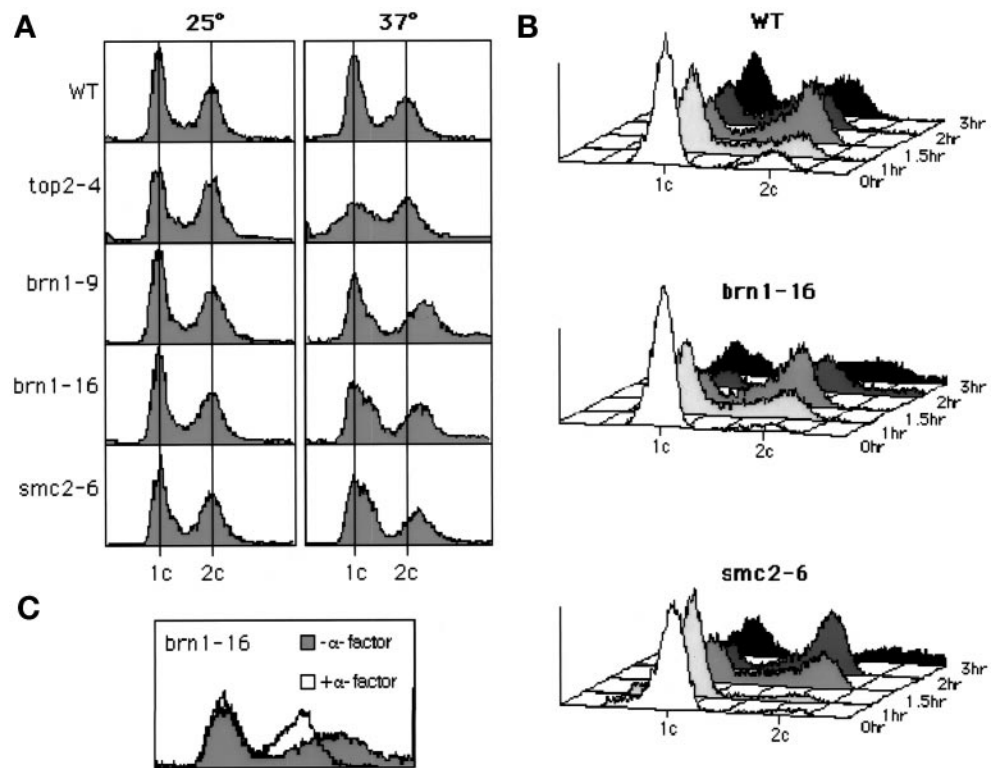 A
25°
37°
WT
top2-4
brn1-9
brn1-16
smc2-6
1c 2c
1c 2c
B
WT
3hr
2hr
1.5hr
1hr
0hr
1c 2c
brn1-16
3hr
2hr
1.5hr
1hr
0hr
1c 2c
smc2-6
3hr
2hr
1.5hr
1hr
0hr
1c 2c
C
brn1-16
-α-factor
+α-factor